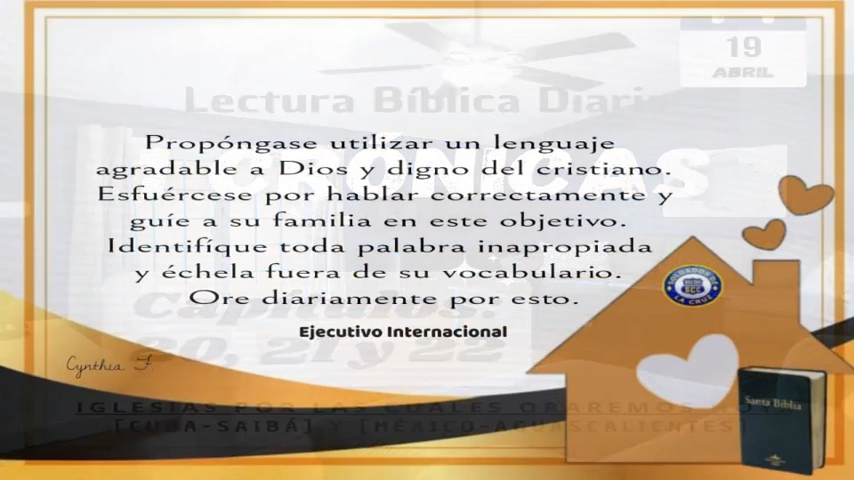 19
ABRIL
Lectura Bíblica Diaria
Propóngase utilizar un lenguaje
agradable a Dios y digno del cristiano.
CRÓNICAS
Esfuércese por hablar correctamente y
guíe a su familia en este objetivo.
Identifíque toda palabra inapropiada
y échela fuera de su vocabulario.
Capítulos:
Ore diariamente por esto.
Ejecutivo Internacional
20, 21 y 22
Cynthia F
SOLDADOS DE
LA CRUZ
Santa Biblia
IGLESIAS POR LAS CUALES ORAREMOS HOY
[CUBA-SAIBÁ] Y [MÉXICO-AGUASCALIENTES]